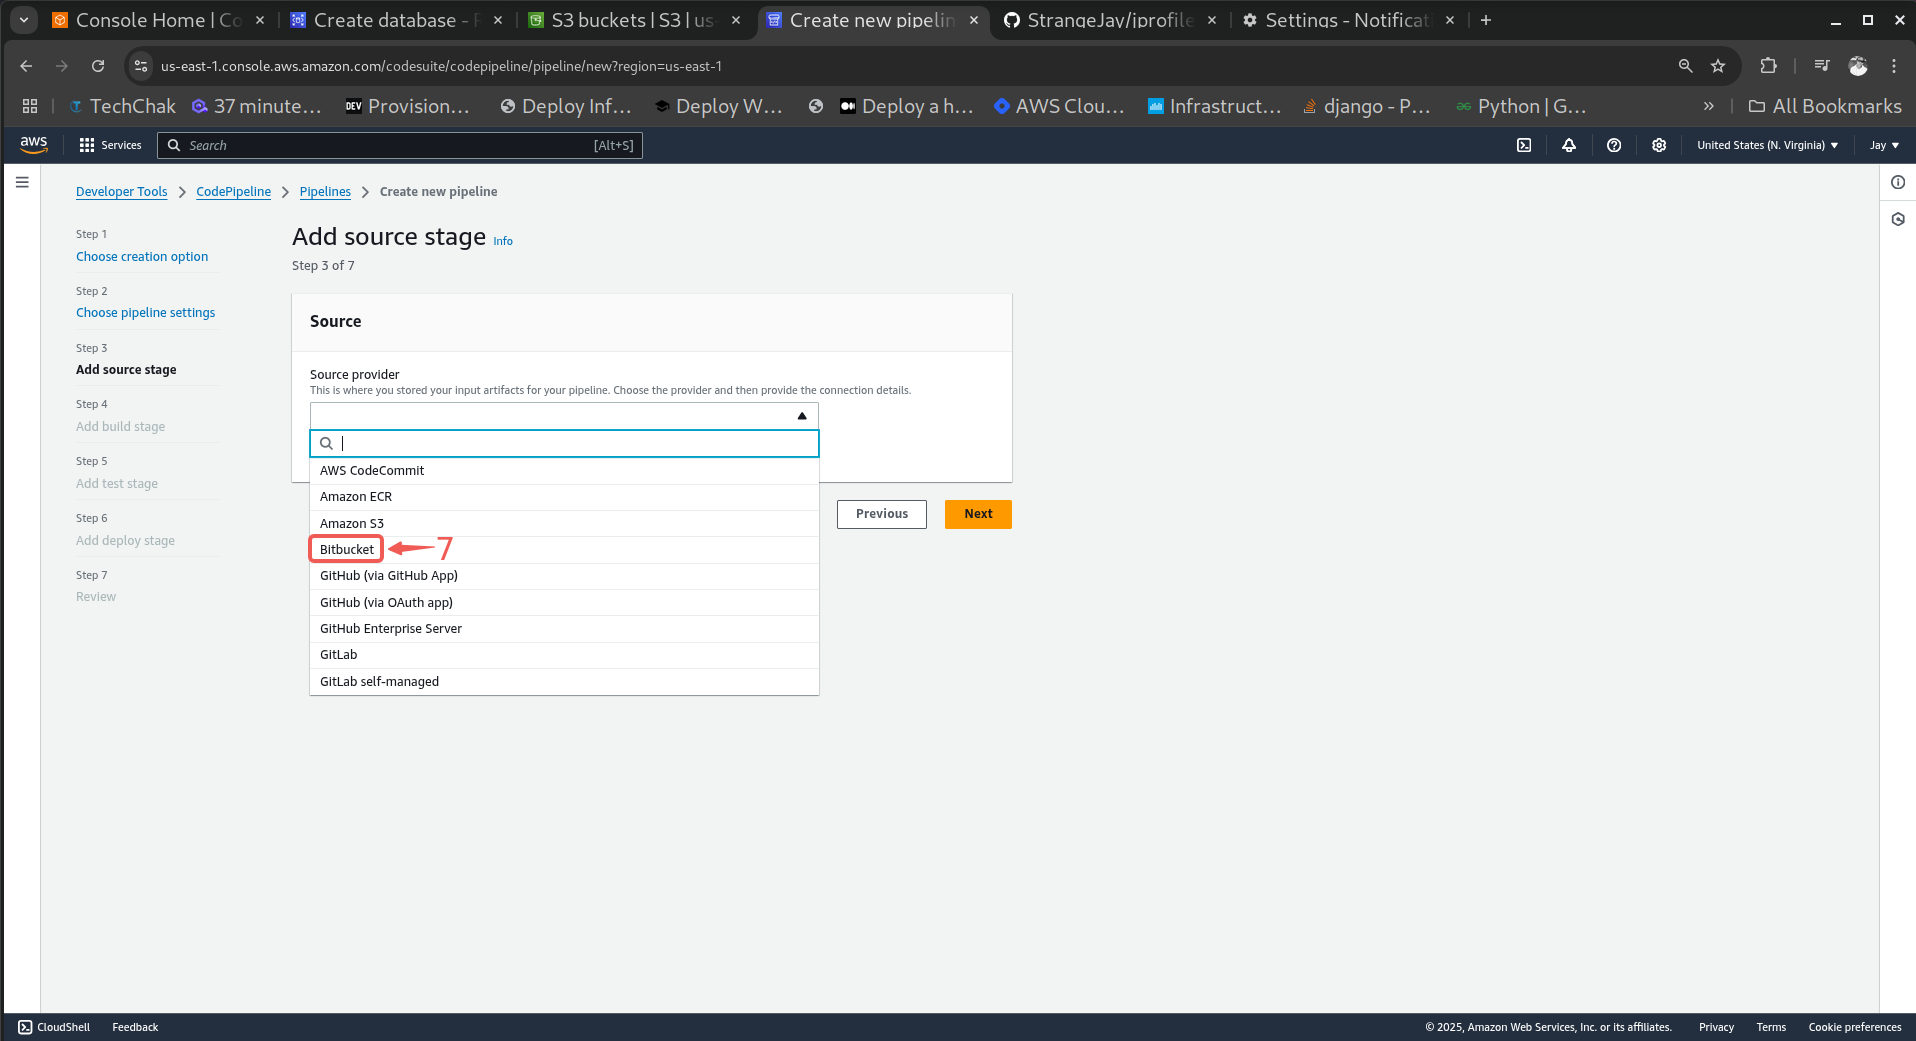 Console Home | Co
Create database - R
S3 buckets | S3 | us-
Create new pipelin
StrangeJay/jprofile
Settings - Notificat
us-east-1.console.aws.amazon.com/codesuite/codepipeline/pipeline/new?region=us-east-1
TechChak
37 minute...
DEV Provision...
Deploy Inf...
Deploy W...
Deploy a h...
AWS Clou...
Infrastruct...
django - P...
Python | G...
» All Bookmarks
aws
Services
Search
[Alt+S]
United States (N. Virginia)
Jay
Developer Tools > CodePipeline > Pipelines > Create new pipeline
Step 1
Choose creation option
Step 2
Choose pipeline settings
Step 3
Add source stage
Step 4
Add build stage
Step 5
Add test stage
Step 6
Add deploy stage
Step 7
Review
Add source stage Info
Step 3 of 7
Source
Source provider
This is where you stored your input artifacts for your pipeline. Choose the provider and then provide the connection details.
AWS CodeCommit
Amazon ECR
Amazon S3
Bitbucket
7
GitHub (via GitHub App)
GitHub (via OAuth app)
GitHub Enterprise Server
GitLab
GitLab self-managed
Previous
Next
CloudShell
Feedback
© 2025, Amazon Web Services, Inc. or its affiliates.
Privacy
Terms
Cookie preferences